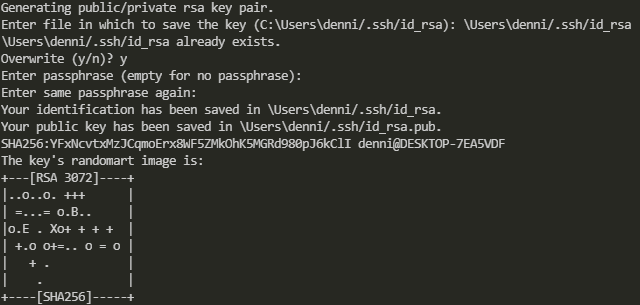 Generating public/private rsa key pair.
Enter file in which to save the key (C:\Users\denni/.ssh/id_rsa): \Users\denni/.ssh/id_rsa
\Users\denni/.ssh/id_rsa already exists.
Overwrite (y/n)? y
Enter passphrase (empty for no passphrase):
Enter same passphrase again:
Your identification has been saved in \Users\denni/.ssh/id_rsa.
Your public key has been saved in \Users\denni/.ssh/id_rsa.pub.
SHA256:YFxNcvtxMzJCqmoErx8WF5ZMkOhK5MGRd980pJ6kClI denni@DESKTOP-7EA5VDF
The key's randomart image is:
+---[RSA 3072]----+
|..o..o. +++      |
| =...= o.B..     |
|o.E . Xo+ + + +  |
| +.o o+=.. o = o |
|   + .           |
|    .            |
+----[SHA256]-----+